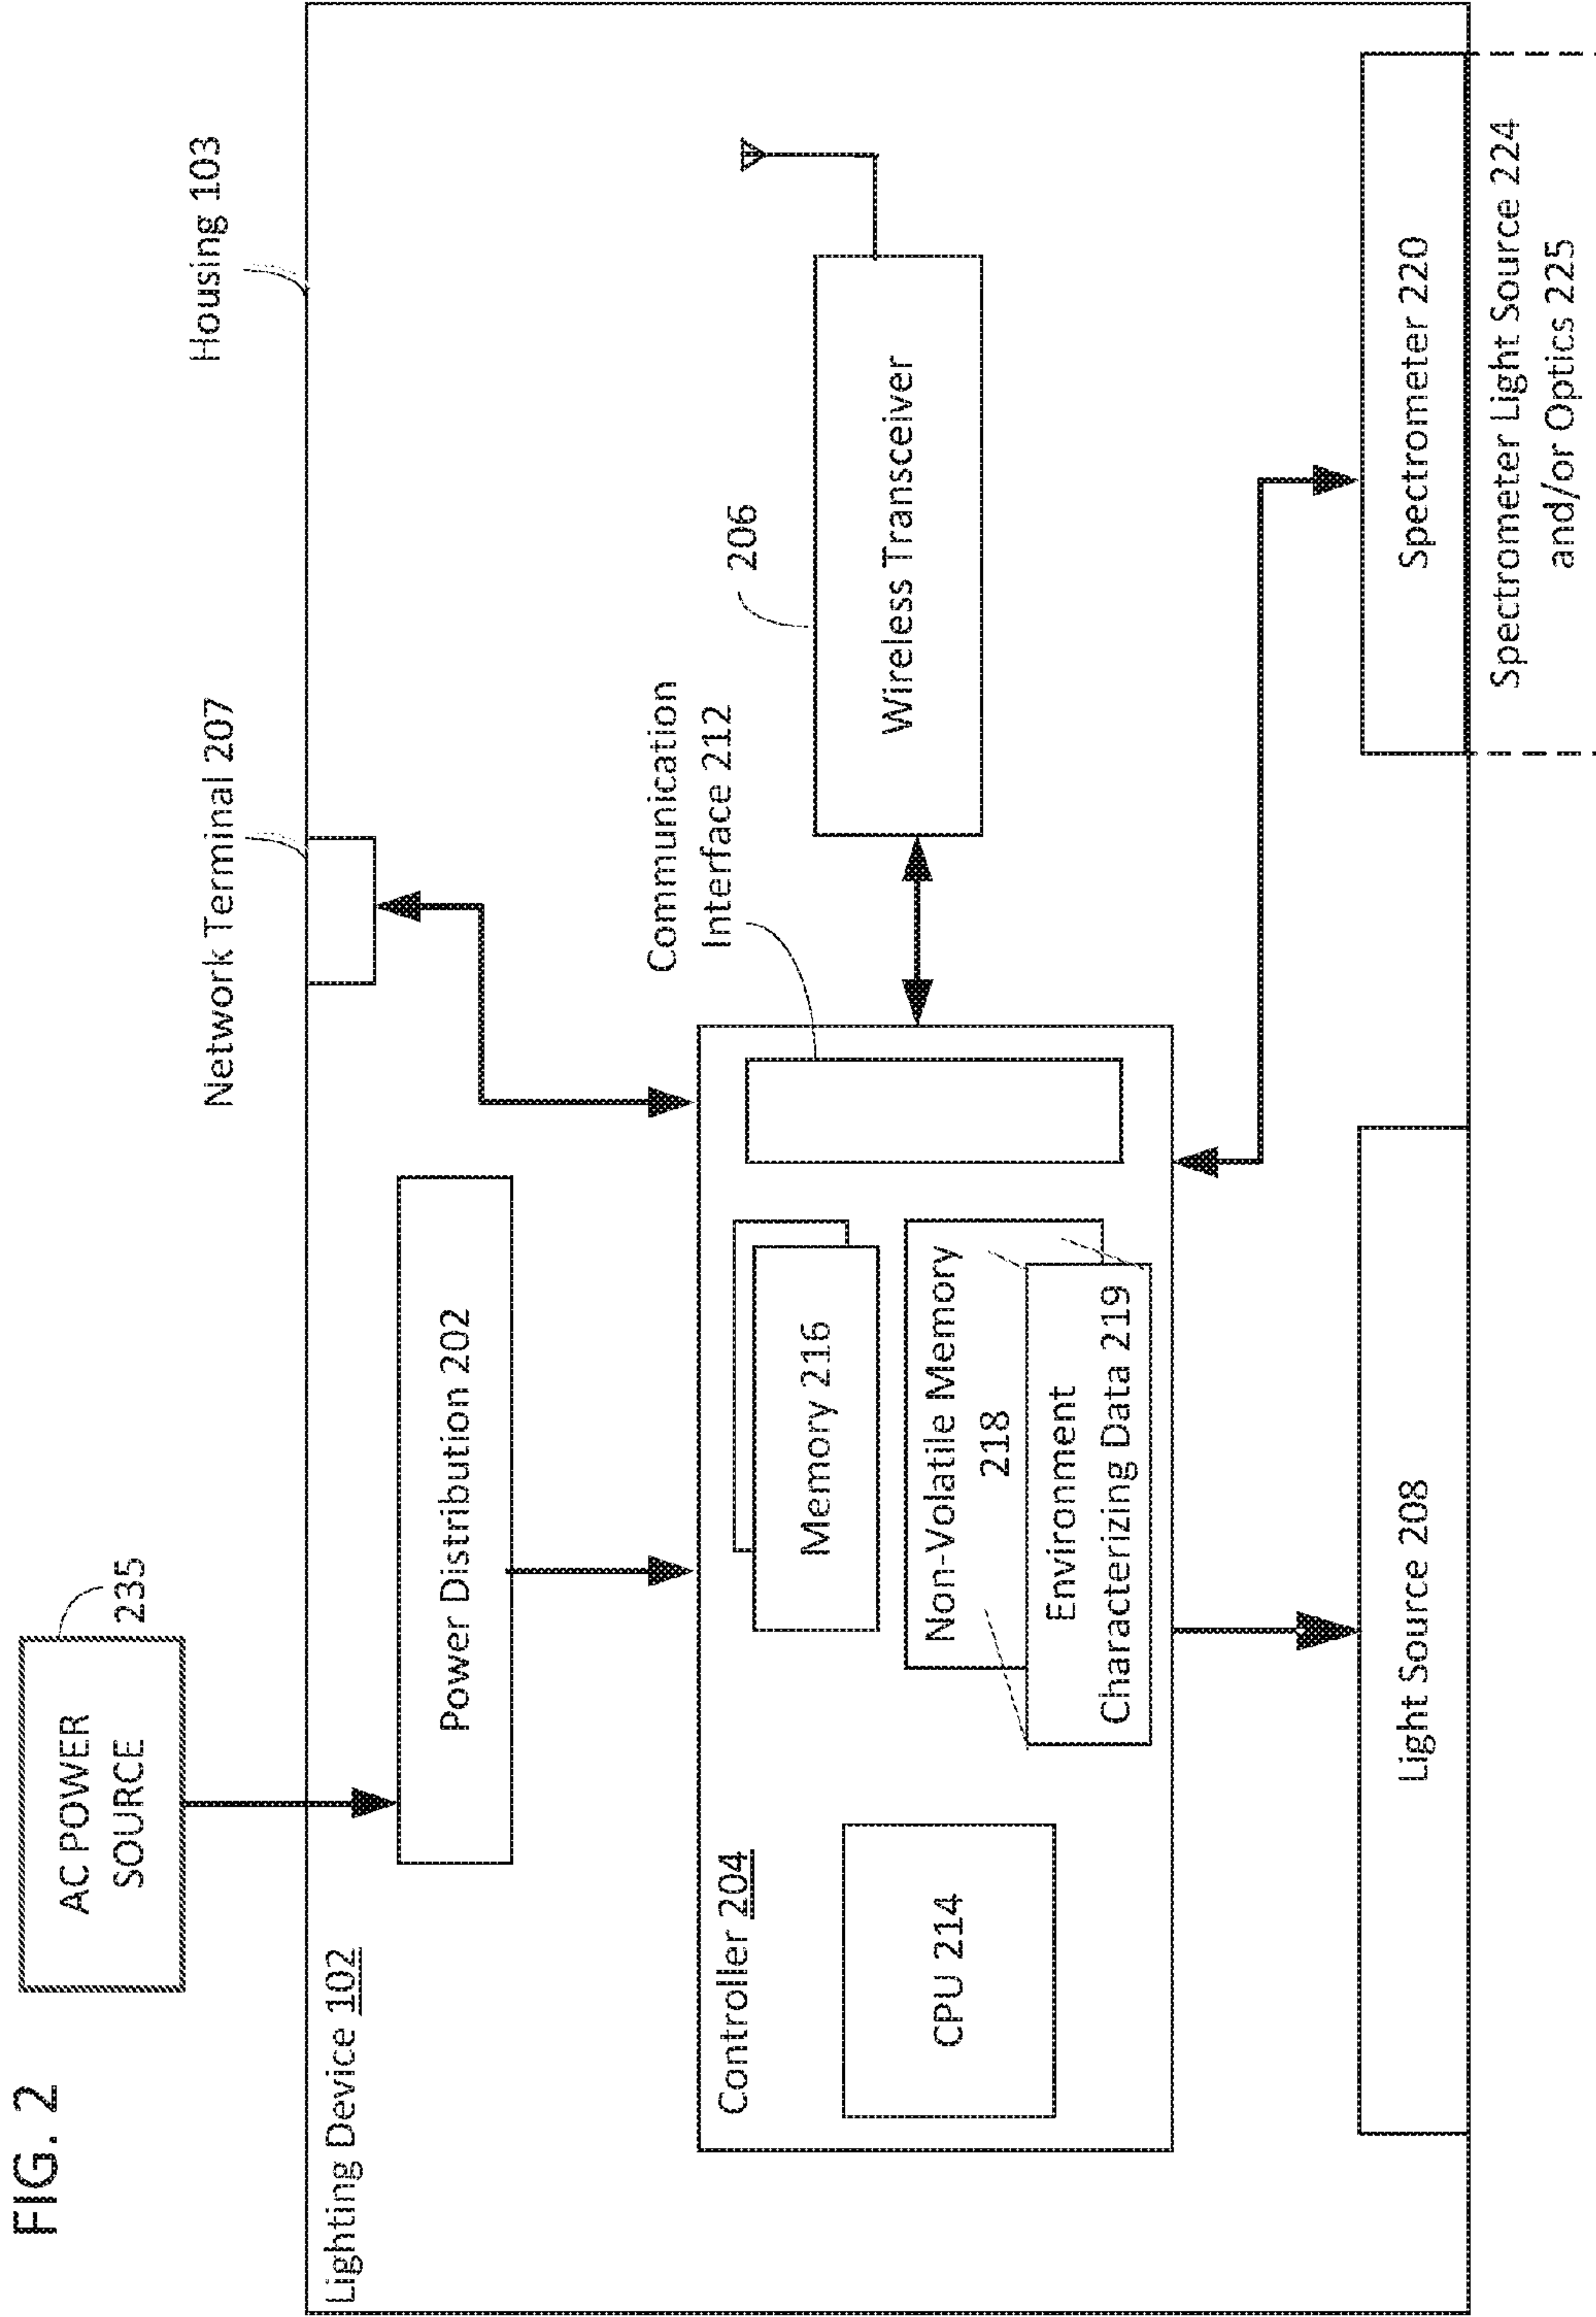 FIG. 2
AC POWER
SOURCE
235
Lighting Device 102
Housing 103
Network Terminal 207
Power Distribution 202
Controller 204
CPU 214
Memory 216
Non-Volatile Memory
218
Environment
Characterizing Data 219
Communication
Interface 212
206
Wireless Transceiver
Light Source 208
Spectrometer 220
Spectrometer Light Source 224
and/or Optics 225